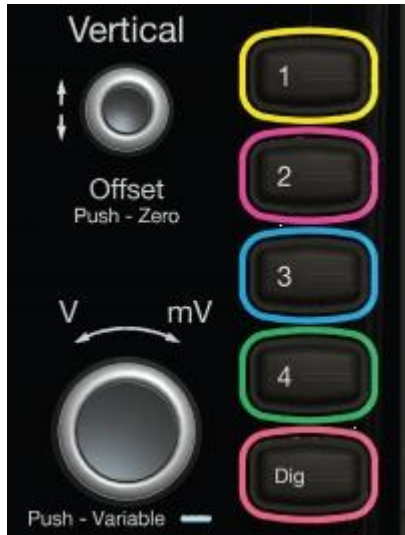 Vertical
1
Offset
Push - Zero
2
3
V mV
4
Dig
Push - Variable